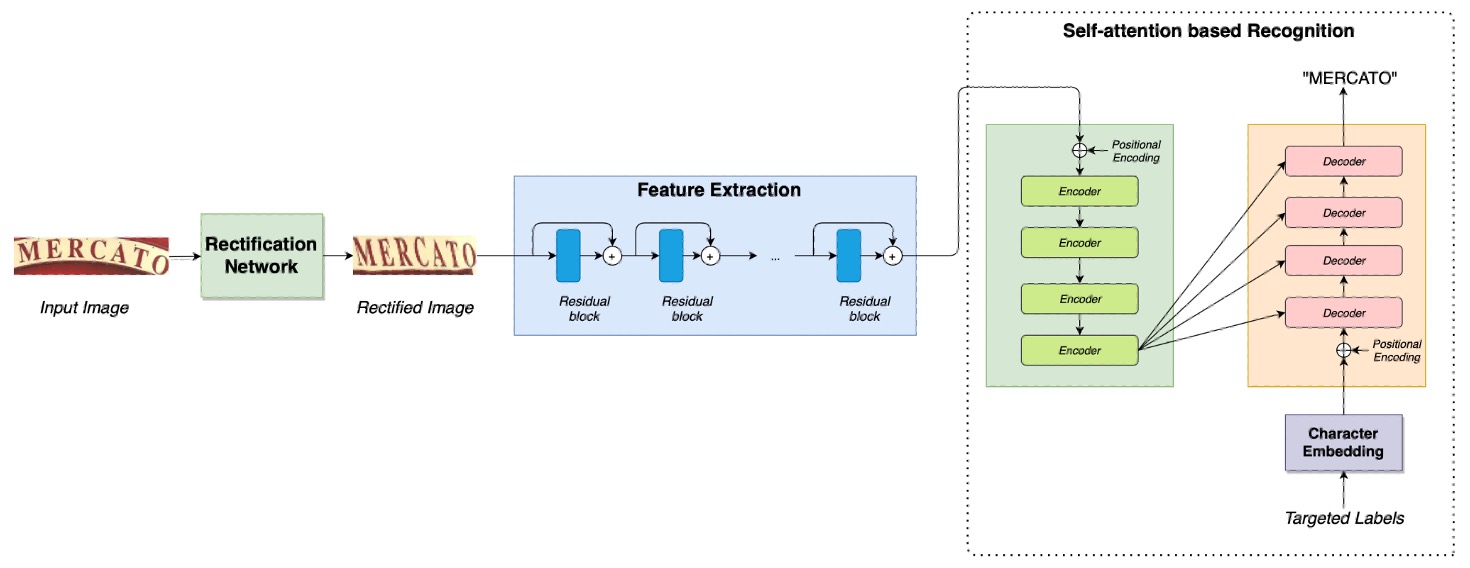 MERCATO
Input Image
Rectification
Network
MERCATO
Rectified Image
Feature Extraction
Residual
block
Residual
block
...
Residual
block
Self-attention based Recognition
Positional
Encoding
Encoder
Encoder
Encoder
Encoder
"MERCATO"
Decoder
Decoder
Decoder
Decoder
Positional
Encoding
Character
Embedding
Targeted Labels